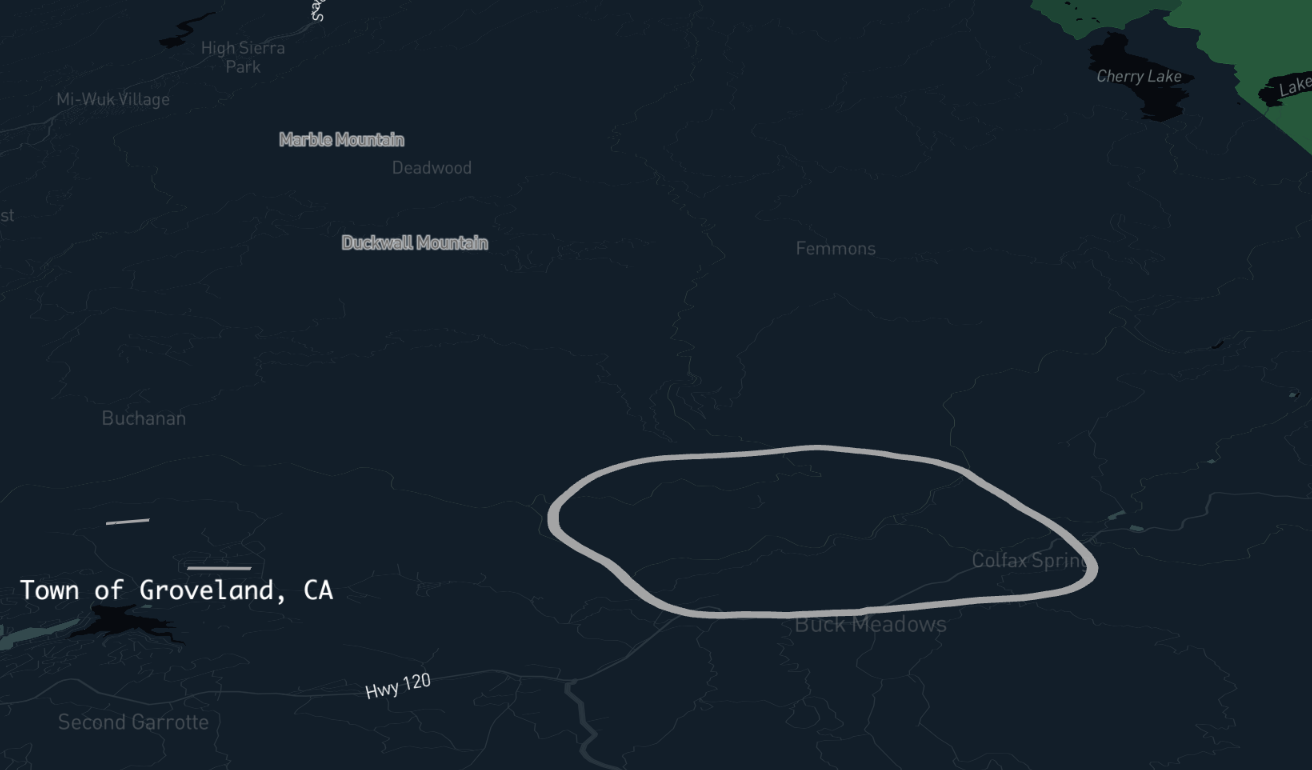 High Sierra
Park
Mi-Wuk Village
Cherry Lake
Lake
Marble Mountain
Deadwood
st
Duckwall Mountain
Femmons
Buchanan
Colfax Spring
Town of Groveland, CA
Buck Meadows
Hwy 120
Second Garrotte